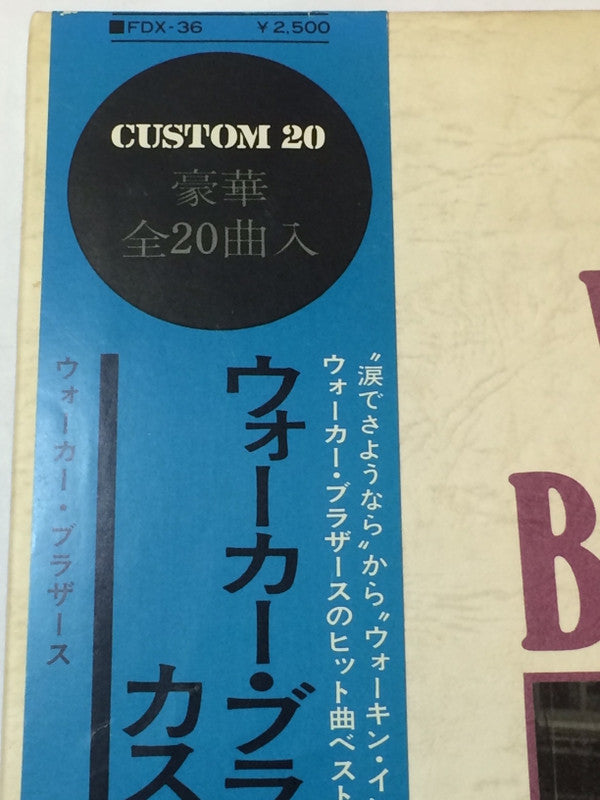 ■FDX-36 ¥2,500
CUSTOM 20
豪華
全20曲入
〝涙でさようなら〟から〝ウォーキン・イ
ウォーカー・ブラザースのヒット曲ベスト
ウォーカー・ブラ
カス
ウォーカー・ブラザース
B